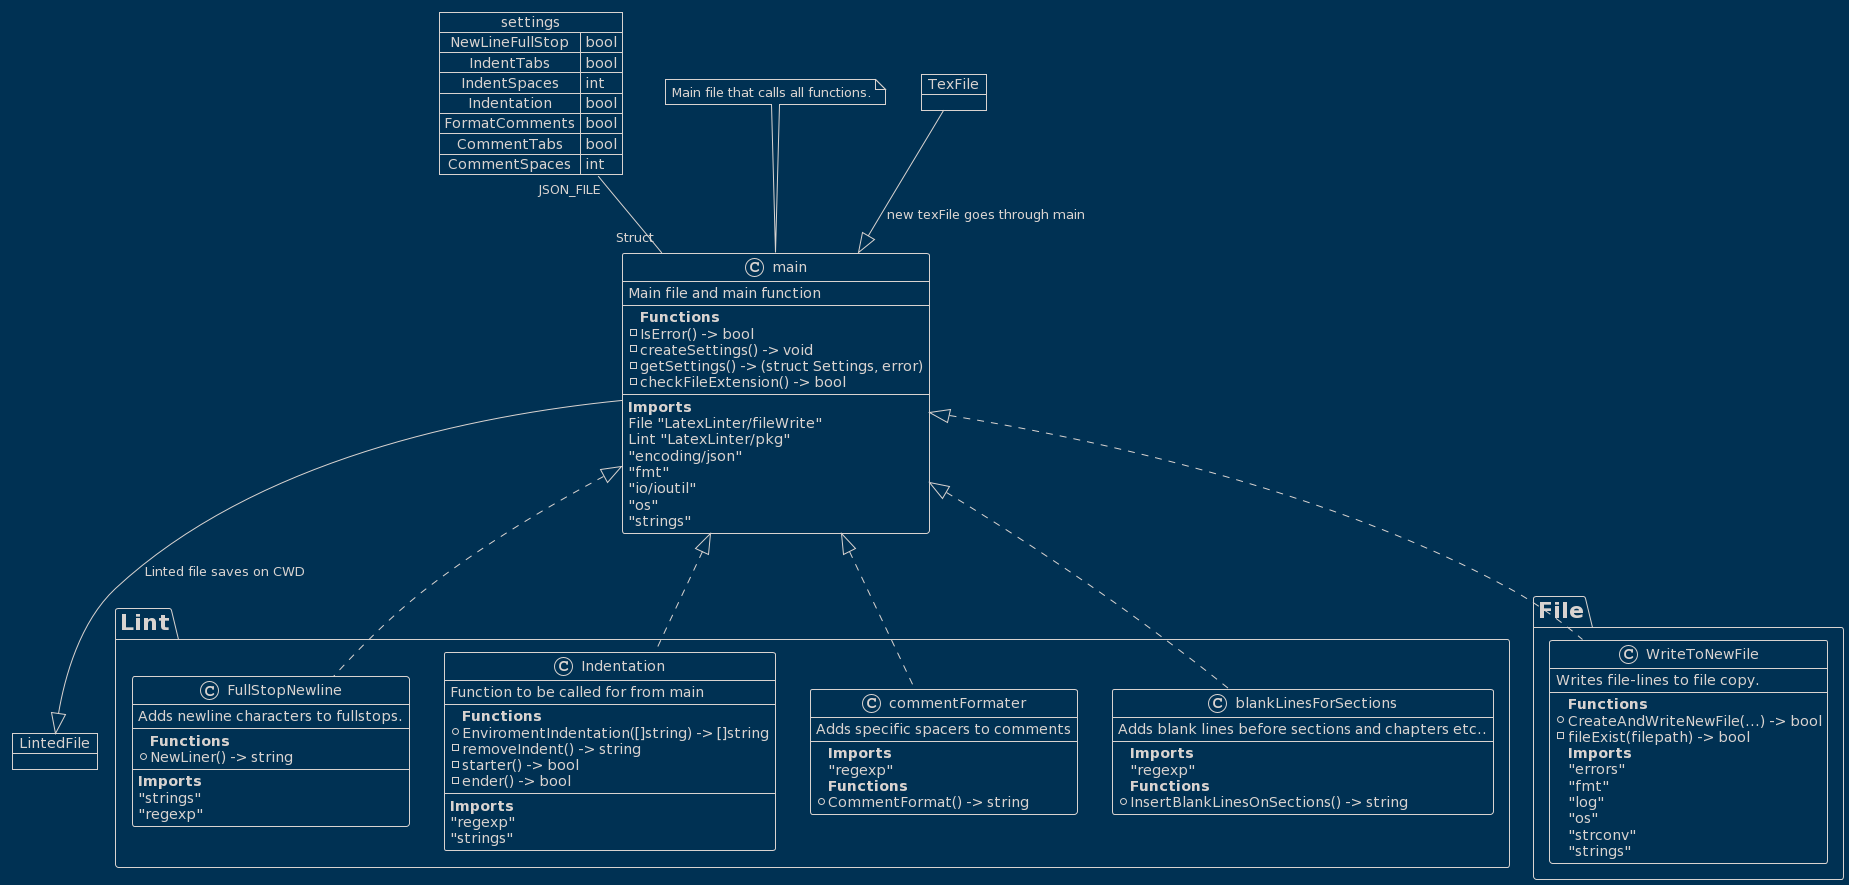 settings
NewLineFullStop bool
IndentTabs bool
IndentSpaces int
Indentation bool
FormatComments bool
CommentTabs bool
CommentSpaces int
Main file that calls all functions.
TexFile
JSON_FILE
Struct
new texFile goes through main
C main
Main file and main function
Functions
IsError() -> bool
createSettings() -> void
getSettings() -> (struct Settings, error)
checkFileExtension() -> bool
Imports
File "LatexLinter/fileWrite"
Lint "LatexLinter/pkg"
"encoding/json"
"fmt"
"io/ioutil"
"os"
"strings"
Linted file saves on CWD
LintedFile
Lint
C FullStopNewline
Adds newline characters to fullstops.
Functions
NewLiner() -> string
Imports
"strings"
"regexp"
C Indentation
Function to be called for from main
Functions
EnviromentIndentation([]string) -> []string
removeIndent() -> string
starter() -> bool
ender() -> bool
Imports
"regexp"
"strings"
C commentFormater
Adds specific spacers to comments
Imports
"regexp"
Functions
CommentFormat() -> string
C blankLinesForSections
Adds blank lines before sections and chapters etc..
Imports
"regexp"
Functions
InsertBlankLinesOnSections() -> string
File
C WriteToNewFile
Writes file-lines to file copy.
Functions
CreateAndWriteNewFile(...) -> bool
fileExist(filepath) -> bool
Imports
"errors"
"fmt"
"log"
"os"
"strconv"
"strings"